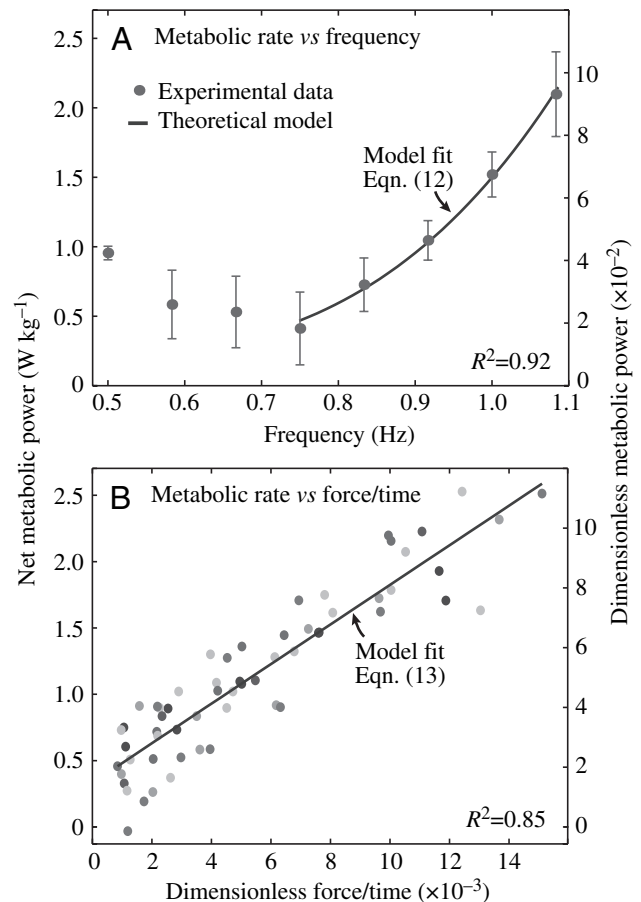 A Metabolic rate vs frequency
Experimental data
Theoretical model
Model fit
Eqn. (12)
R²=0.92
2.5
2.0
1.5
1.0
0.5
0
10
8
6
4
2
0
0.5 0.6 0.7 0.8 0.9 1.0 1.1
Frequency (Hz)
Net metabolic power (W kg⁻¹)
Dimensionless metabolic power (×10⁻²)
B Metabolic rate vs force/time
Model fit
Eqn. (13)
R²=0.85
2.5
2.0
1.5
1.0
0.5
0
10
8
6
4
2
0
0 2 4 6 8 10 12 14
Dimensionless force/time (×10⁻³)